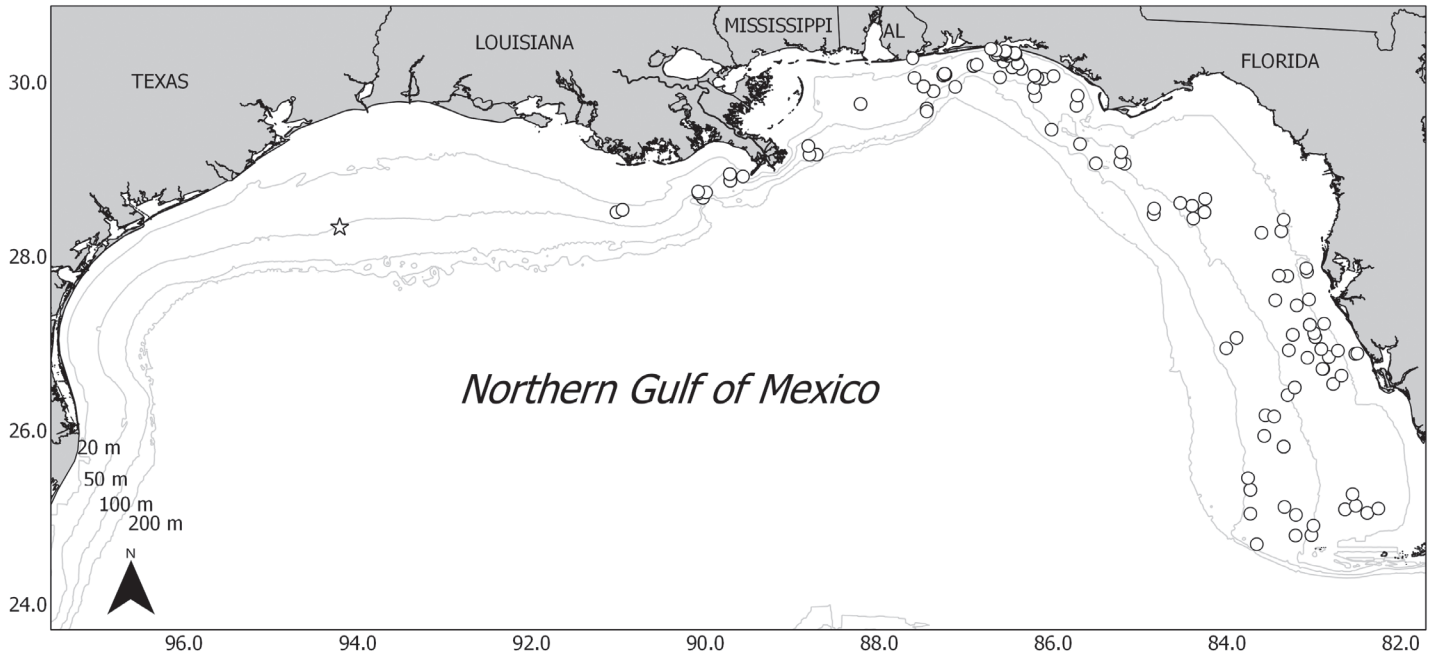 MISSISSIPPI
AL
LOUISIANA
FLORIDA
TEXAS
30.0
28.0
26.0
24.0
Northern Gulf of Mexico
20 m
50 m
100 m
200 m
N
96.0 94.0 92.0 90.0 88.0 86.0 84.0 82.0